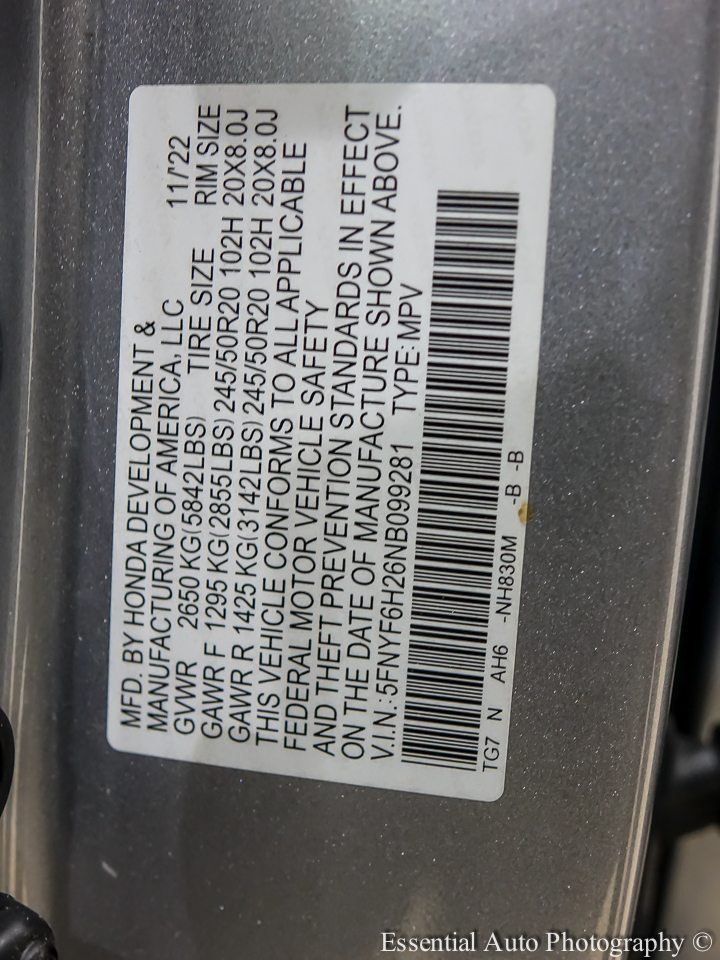 MFD. BY HONDA DEVELOPMENT &
MANUFACTURING OF AMERICA, LLC 11/'22
GVWR 2650 KG(5842LBS) TIRE SIZE RIM SIZE
GAWR F 1295 KG(2855LBS) 245/50R20 102H 20X8.0J
GAWR R 1425 KG(3142LBS) 245/50R20 102H 20X8.0J
THIS VEHICLE CONFORMS TO ALL APPLICABLE
FEDERAL MOTOR VEHICLE SAFETY
AND THEFT PREVENTION STANDARDS IN EFFECT
ON THE DATE OF MANUFACTURE SHOWN ABOVE.
V.I.N.: 5FNYF6H26NB099281 TYPE: MPV
TG7 N AH6 -NH830M -B -B
Essential Auto Photography ©